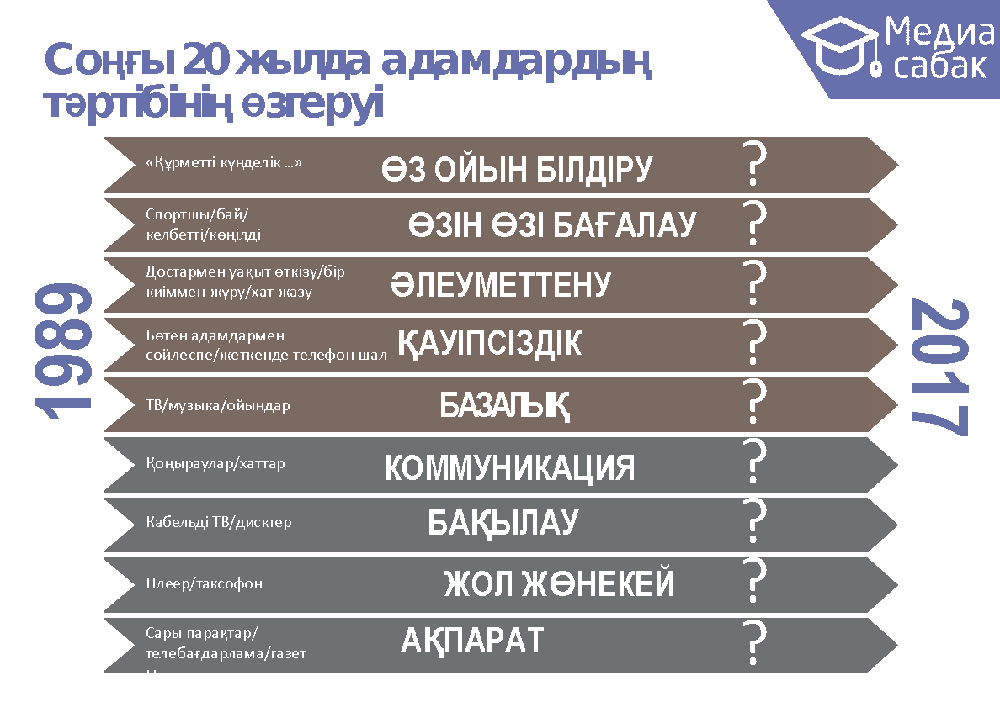 Медиа
сабак
Соңғы 20 жылда адамдардың
тәртібінің өзгеруі
1989
2017
«Құрметті күнделік ...»
ӨЗ ОЙЫН БІЛДІРУ
?
Спортшы/бай/
келбетті/көңілді
ӨЗІН ӨЗІ БАҒАЛАУ
?
Достармен уақыт өткізу/бір
киіммен жүру/хат жазу
ӘЛЕУМЕТТЕНУ
?
Бөтен адамдармен
сөйлеспе/жеткенде телефон шал
ҚАУІПСІЗДІК
?
ТВ/музыка/ойындар
БАЗАЛЫҚ
?
Қоңыраулар/хаттар
КОММУНИКАЦИЯ
?
Кабельді ТВ/дисктер
БАҚЫЛАУ
?
Плеер/таксофон
ЖОЛ ЖӨНЕКЕЙ
?
Сары парақтар/
телебағдарлама/газет
АҚПАРАТ
?